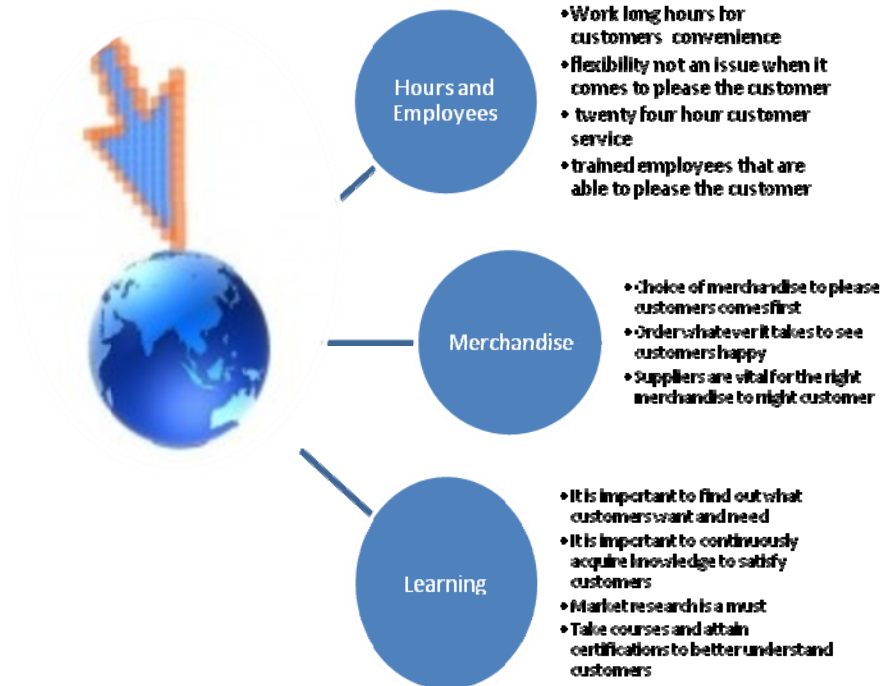 Hours and
Employees
•Work long hours for
customers convenience
•flexibility not an issue when it
comes to please the customer
• twenty four hour customer
service
•trained employees that are
able to please the customer
Merchandise
•Choice of merchandise to please
customers comes first
•Order whatever it takes to see
customers happy
•Suppliers are vital for the right
merchandise to right customer
Learning
•It is important to find out what
customers want and need
•It is important to continuously
acquire knowledge to satisfy
customers
•Market research is a must
•Take courses and attain
certifications to better understand
customers